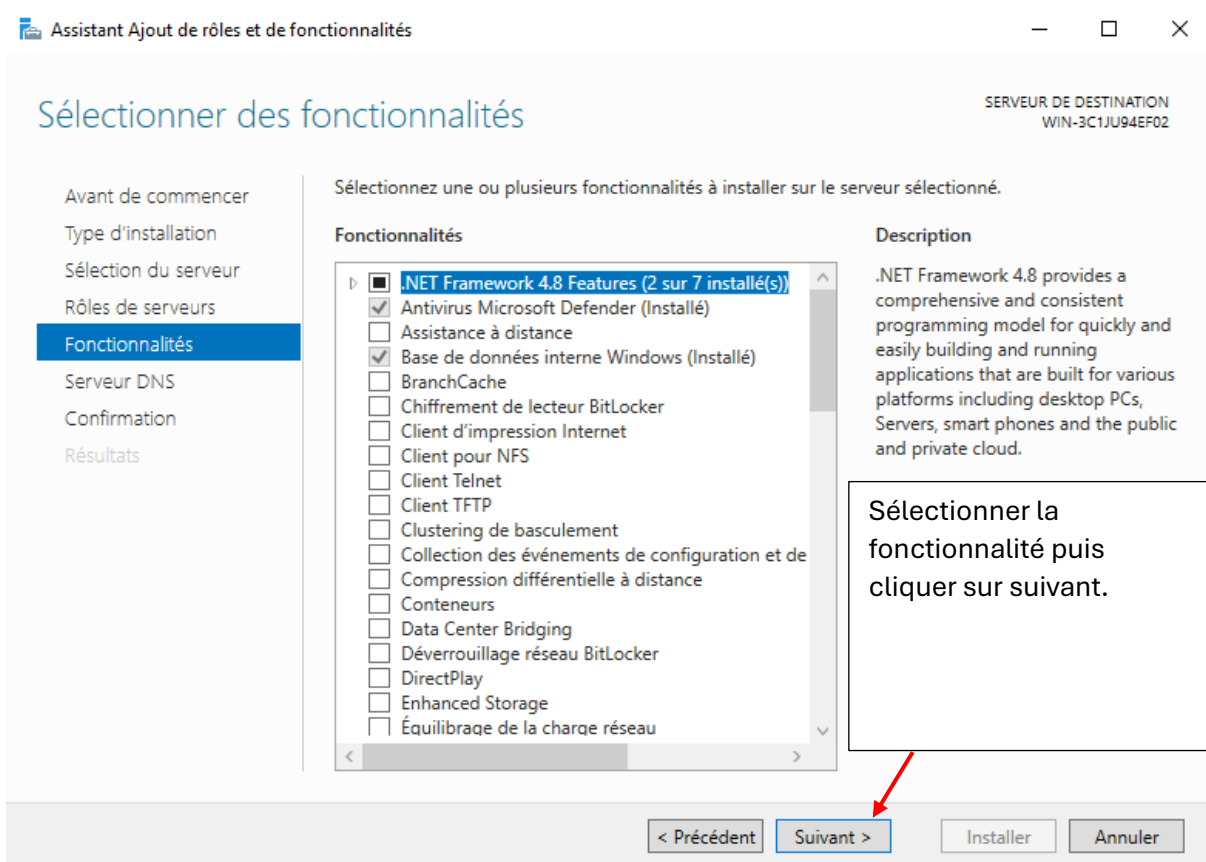 Assistant Ajout de rôles et de fonctionnalités
Sélectionner des fonctionnalités
SERVEUR DE DESTINATION
WIN-3C1JU94EF02
Avant de commencer
Type d'installation
Sélection du serveur
Rôles de serveurs
Fonctionnalités
Serveur DNS
Confirmation
Résultats
Sélectionnez une ou plusieurs fonctionnalités à installer sur le serveur sélectionné.
Fonctionnalités
.NET Framework 4.8 Features (2 sur 7 installé(s))
Antivirus Microsoft Defender (Installé)
Assistance à distance
Base de données interne Windows (Installé)
BranchCache
Chiffrement de lecteur BitLocker
Client d'impression Internet
Client pour NFS
Client Telnet
Client TFTP
Clustering de basculement
Collection des événements de configuration et de
Compression différentielle à distance
Conteneurs
Data Center Bridging
Déverrouillage réseau BitLocker
DirectPlay
Enhanced Storage
Équilibrage de la charge réseau
Description
.NET Framework 4.8 provides a
comprehensive and consistent
programming model for quickly and
easily building and running
applications that are built for various
platforms including desktop PCs,
Servers, smart phones and the public
and private cloud.
Sélectionner la
fonctionnalité puis
cliquer sur suivant.
< Précédent
Suivant >
Installer
Annuler